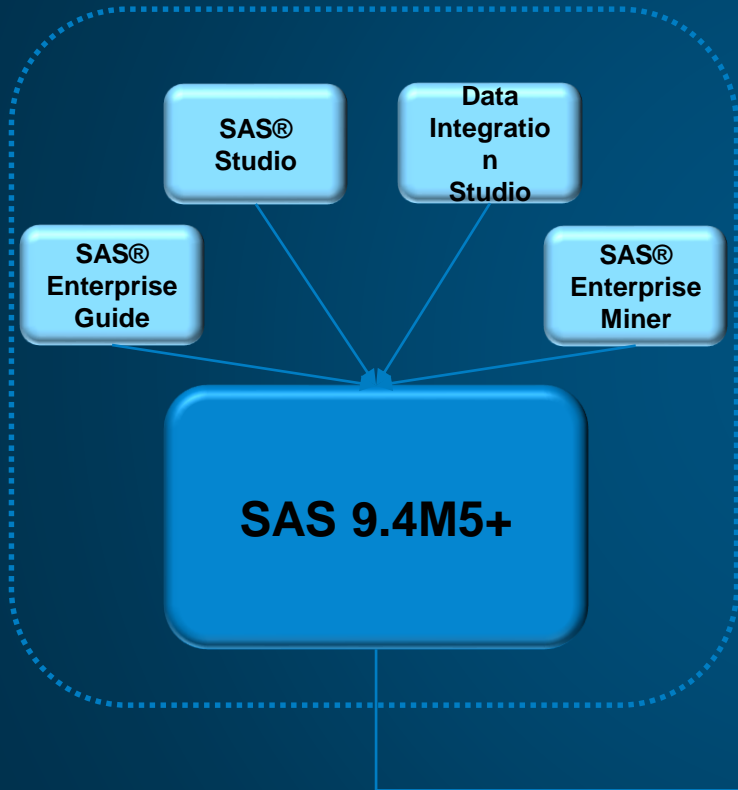 SAS®
Studio
Data
Integratio
n
Studio
SAS®
Enterprise
Guide
SAS®
Enterprise
Miner
SAS 9.4M5+